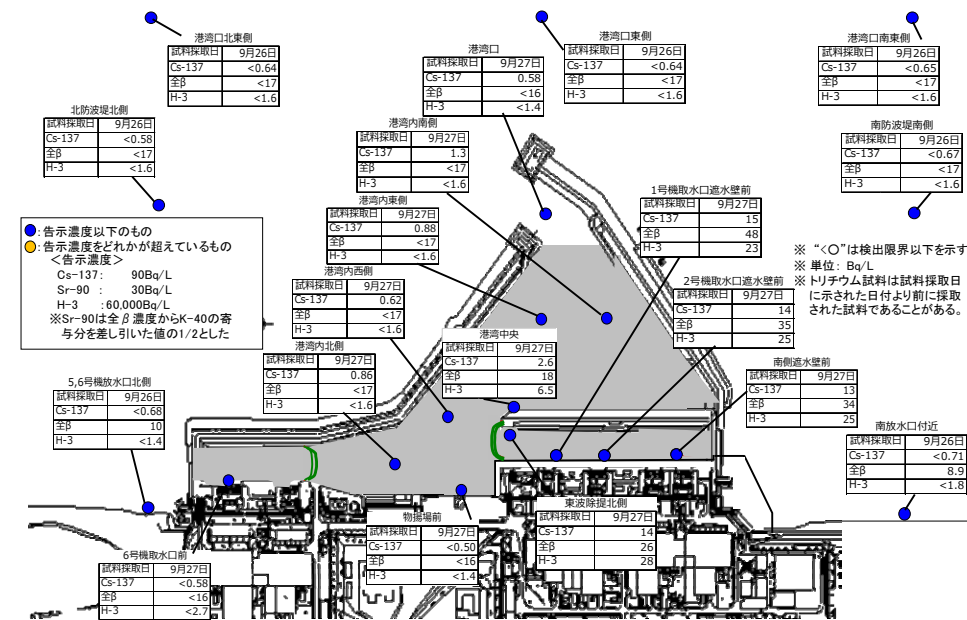 港湾口北東側
試料採取日 9月26日
Cs-137 <0.64
全β <17
H-3 <1.6
港湾口
試料採取日 9月27日
Cs-137 0.58
全β <16
H-3 <1.4
港湾口東側
試料採取日 9月26日
Cs-137 <0.64
全β <17
H-3 <1.6
港湾口南東側
試料採取日 9月26日
Cs-137 <0.65
全β <17
H-3 <1.6
北防波堤北側
試料採取日 9月26日
Cs-137 <0.58
全β <17
H-3 <1.6
港湾内南側
試料採取日 9月27日
Cs-137 1.3
全β <17
H-3 <1.6
南防波堤南側
試料採取日 9月26日
Cs-137 <0.67
全β <17
H-3 <1.6
港湾内東側
試料採取日 9月27日
Cs-137 0.88
全β <17
H-3 <1.6
1号機取水口遮水壁前
試料採取日 9月27日
Cs-137 15
全β 48
H-3 23
:告示濃度以下のもの
:告示濃度をどれかが超えているもの
<告示濃度>
Cs-137: 90Bq/L
Sr-90 : 30Bq/L
H-3 :60,000Bq/L
※Sr-90は全β濃度からK-40の寄
与分を差し引いた値の1/2とした
※ “<○”は検出限界以下を示す
※ 単位: Bq/L
※ トリチウム試料は試料採取日
に示された日付より前に採取
された試料であることがある。
港湾内西側
試料採取日 9月27日
Cs-137 0.62
全β <17
H-3 <1.6
2号機取水口遮水壁前
試料採取日 9月27日
Cs-137 14
全β 35
H-3 25
港湾中央
試料採取日 9月27日
Cs-137 2.6
全β 18
H-3 6.5
港湾内北側
試料採取日 9月27日
Cs-137 0.86
全β <17
H-3 <1.6
南側遮水壁前
試料採取日 9月27日
Cs-137 13
全β 34
H-3 25
5,6号機放水口北側
試料採取日 9月26日
Cs-137 <0.68
全β 10
H-3 <1.4
南放水口付近
試料採取日 9月26日
Cs-137 <0.71
全β 8.9
H-3 <1.8
東波除堤北側
試料採取日 9月27日
Cs-137 14
全β 26
H-3 28
物揚場前
試料採取日 9月27日
Cs-137 <0.50
全β <16
H-3 <1.4
6号機取水口前
試料採取日 9月27日
Cs-137 <0.58
全β <16
H-3 <2.7